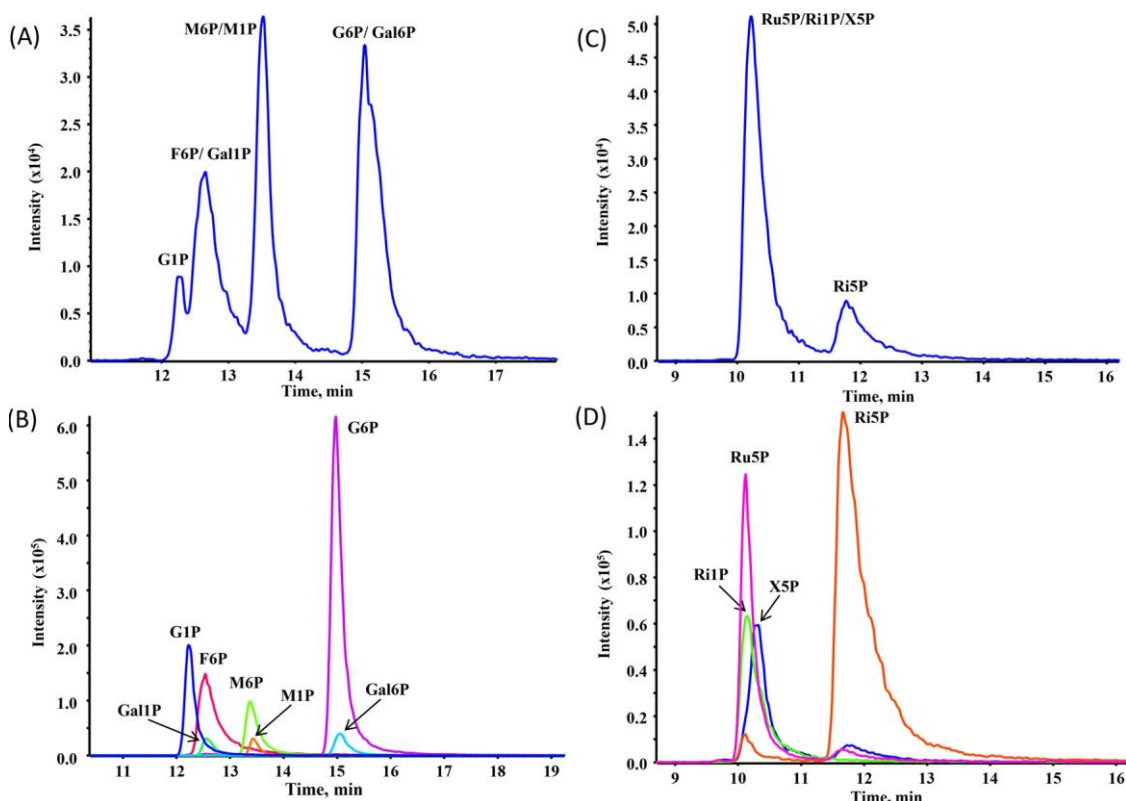 (A)
M6P/M1P
G6P/ Gal6P
F6P/ Gal1P
G1P
Intensity (x10⁴)
3.5
3.0
2.5
2.0
1.5
1.0
0.5
0.0
12 13 14 15 16 17
Time, min
(C)
Ru5P/Ri1P/X5P
Ri5P
Intensity (x10⁴)
5.0
4.5
4.0
3.5
3.0
2.5
2.0
1.5
1.0
0.5
0.0
9 10 11 12 13 14 15 16
Time, min
(B)
G6P
G1P
F6P
M6P
Gal1P
M1P
Gal6P
Intensity (x10⁵)
6.0
5.0
4.0
3.0
2.0
1.0
0.0
11 12 13 14 15 16 17 18 19
Time, min
(D)
Ri5P
Ru5P
Ri1P
X5P
Intensity (x10⁵)
1.4
1.2
1.0
0.8
0.6
0.4
0.2
0.0
9 10 11 12 13 14 15 16
Time, min